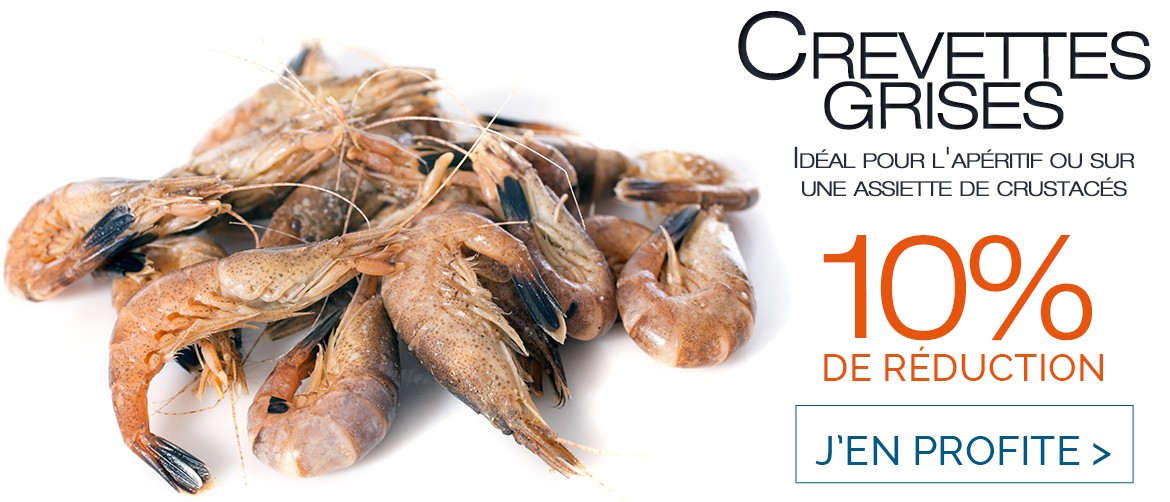 CREVETTES
GRISES
IDÉAL POUR L'APÉRITIF OU SUR
UNE ASSIETTE DE CRUSTACÉS
10%
DE RÉDUCTION
J'EN PROFITE >